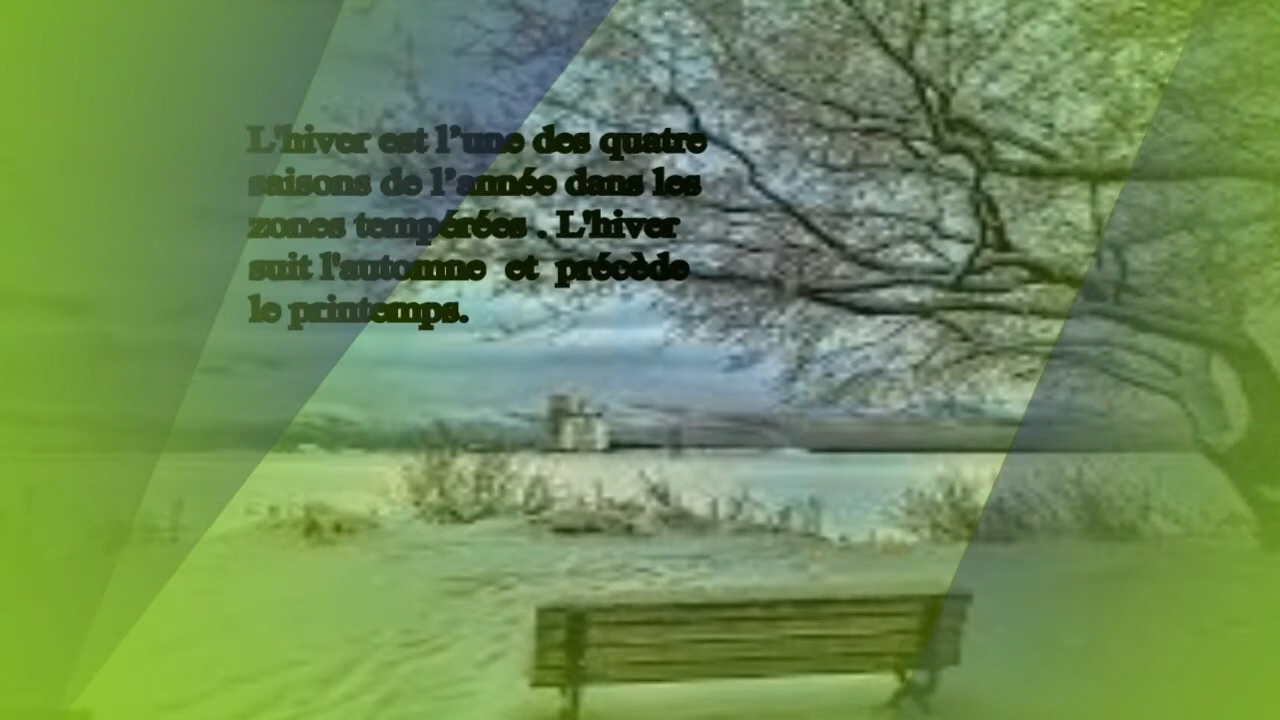 L'hiver est l’une des quatre
saisons de l’année dans les
zones tempérées . L'hiver
suit l'automne et précède
le printemps.